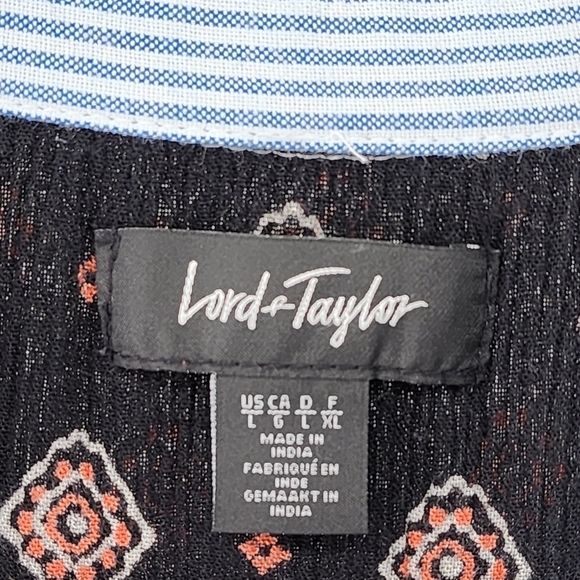 Lord & Taylor
US CA D F
L G L XL
MADE IN
INDIA
FABRIQUÉ EN
INDE
GEMAAKT IN
INDIA